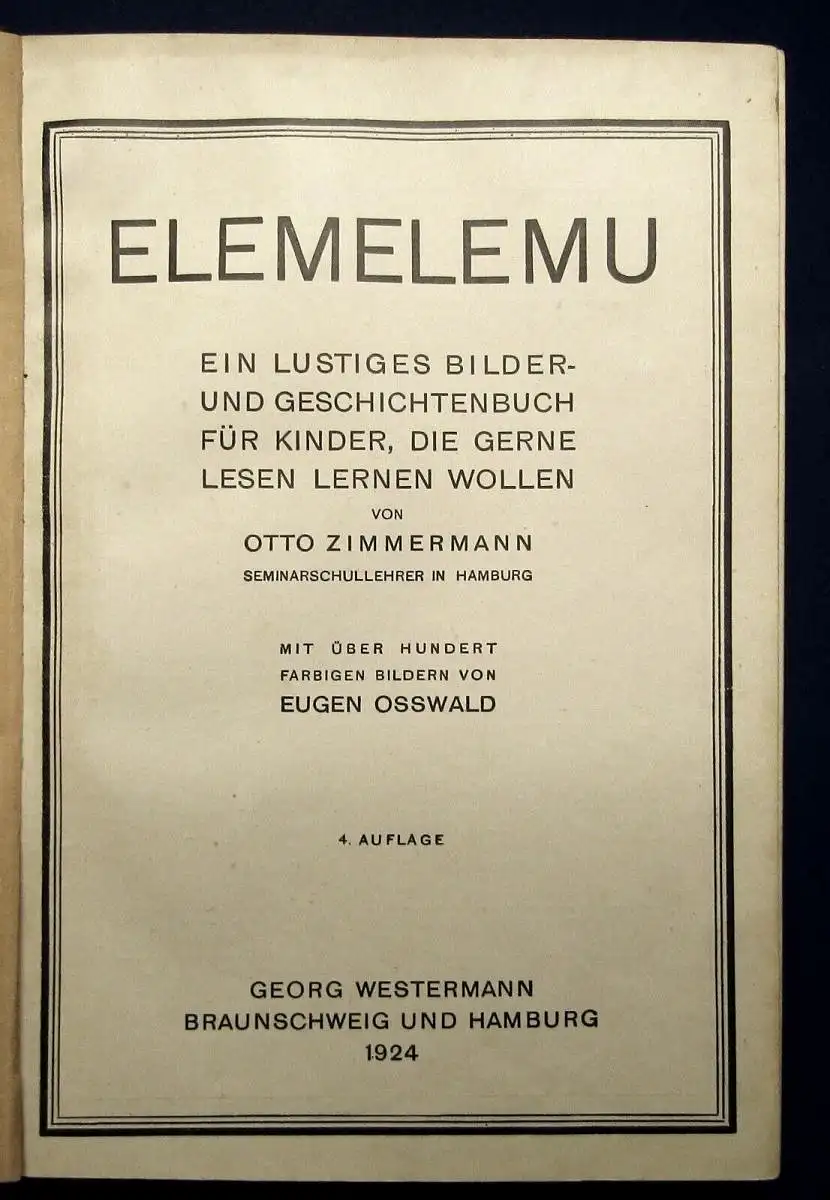 ELEMELEMU
EIN LUSTIGES BILDER-
UND GESCHICHTENBUCH
FÜR KINDER, DIE GERNE
LESEN LERNEN WOLLEN
VON
OTTO ZIMMERMANN
SEMINARSCHULLEHRER IN HAMBURG
MIT ÜBER HUNDERT
FARBIGEN BILDERN VON
EUGEN OSSWALD
4. AUFLAGE
GEORG WESTERMANN
BRAUNSCHWEIG UND HAMBURG
1924